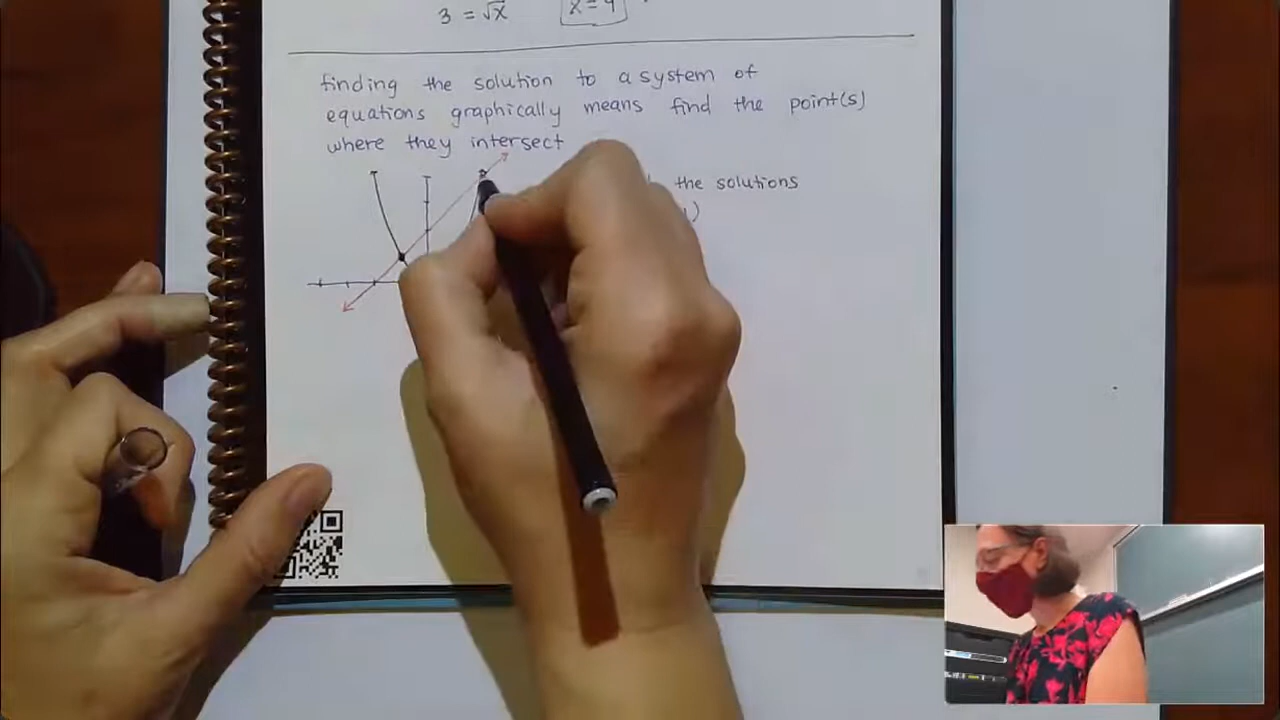 3 = √x x = 9
finding the solution to a system of
equations graphically means find the point(s)
where they intersect
the solutions